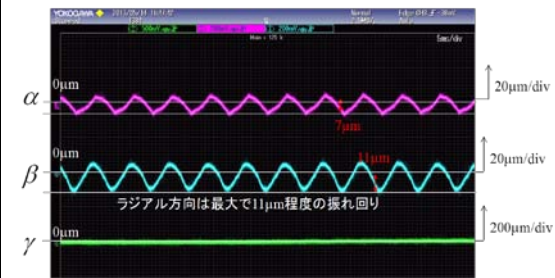 YOKOGAWA
Normal
5ms/div
0μm
α
20μm/div
7μm
0μm
11μm
β
20μm/div
ラジアル方向は最大で11μm程度の振れ回り
0μm
γ
200μm/div